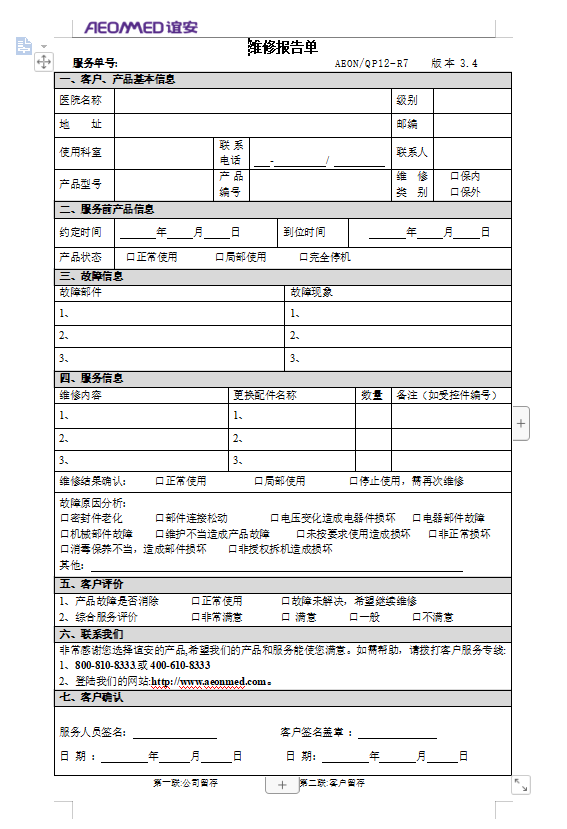 AEONMED谊安
维修报告单
服务单号: AEON/QP12-R7 版本 3.4
一、客户、产品基本信息
医院名称 级别
地 址 邮编
使用科室 联系电话 ___-_________/_________ 联系人
产品型号 产品编号 维修类别 □保内 □保外
二、服务前产品信息
约定时间 ______年____月____日 到位时间 ______年____月____日
产品状态 □正常使用 □局部使用 □完全停机
三、故障信息
故障部件 故障现象
1、 1、
2、 2、
3、 3、
四、服务信息
维修内容 更换配件名称 数量 备注（如受控件编号）
1、 1、
2、 2、
3、 3、
维修结果确认: □正常使用 □局部使用 □停止使用，需再次维修
故障原因分析:
□密封件老化 □部件连接松动 □电压变化造成电器件损坏 □电器部件故障
□机械部件故障 □维护不当造成产品故障 □未按要求使用造成损坏 □非正常损坏
□消毒保养不当，造成部件损坏 □非授权拆机造成损坏
其他:
五、客户评价
1、产品故障是否消除 □正常使用 □故障未解决，希望继续维修
2、综合服务评价 □非常满意 □ 满意 □一般 □不满意
六、联系我们
非常感谢您选择谊安的产品,希望我们的产品和服务能使您满意。如需帮助，请拨打客户服务专线:
1、800-810-8333或 400-610-8333
2、登陆我们的网站:http://www.aeonmed.com。
七、客户确认
服务人员签名: 客户签名盖章 :
日 期 : ______年____月____日 日 期: ______年____月____日
第一联:公司留存 第二联:客户留存